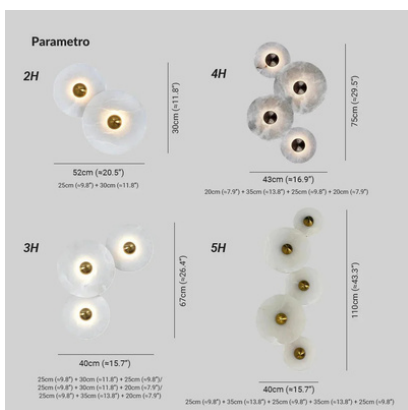 Parametro
2H
30cm (≈11.8")
52cm (≈20.5")
25cm (≈9.8") + 30cm (≈11.8")
4H
75cm (≈29.5")
43cm (≈16.9")
20cm (≈7.9") + 35cm (≈13.8") + 25cm (≈9.8") + 20cm (≈7.9")
3H
67cm (≈26.4")
40cm (≈15.7")
25cm (≈9.8") + 30cm (≈11.8") + 25cm (≈9.8")/
25cm (≈9.8") + 30cm (≈11.8") + 20cm (≈7.9")/
25cm (≈9.8") + 35cm (≈13.8") + 20cm (≈7.9")
5H
110cm (≈43.3")
40cm (≈15.7")
25cm (≈9.8") + 35cm (≈13.8") + 25cm (≈9.8") + 35cm (≈13.8") + 25cm (≈9.8")